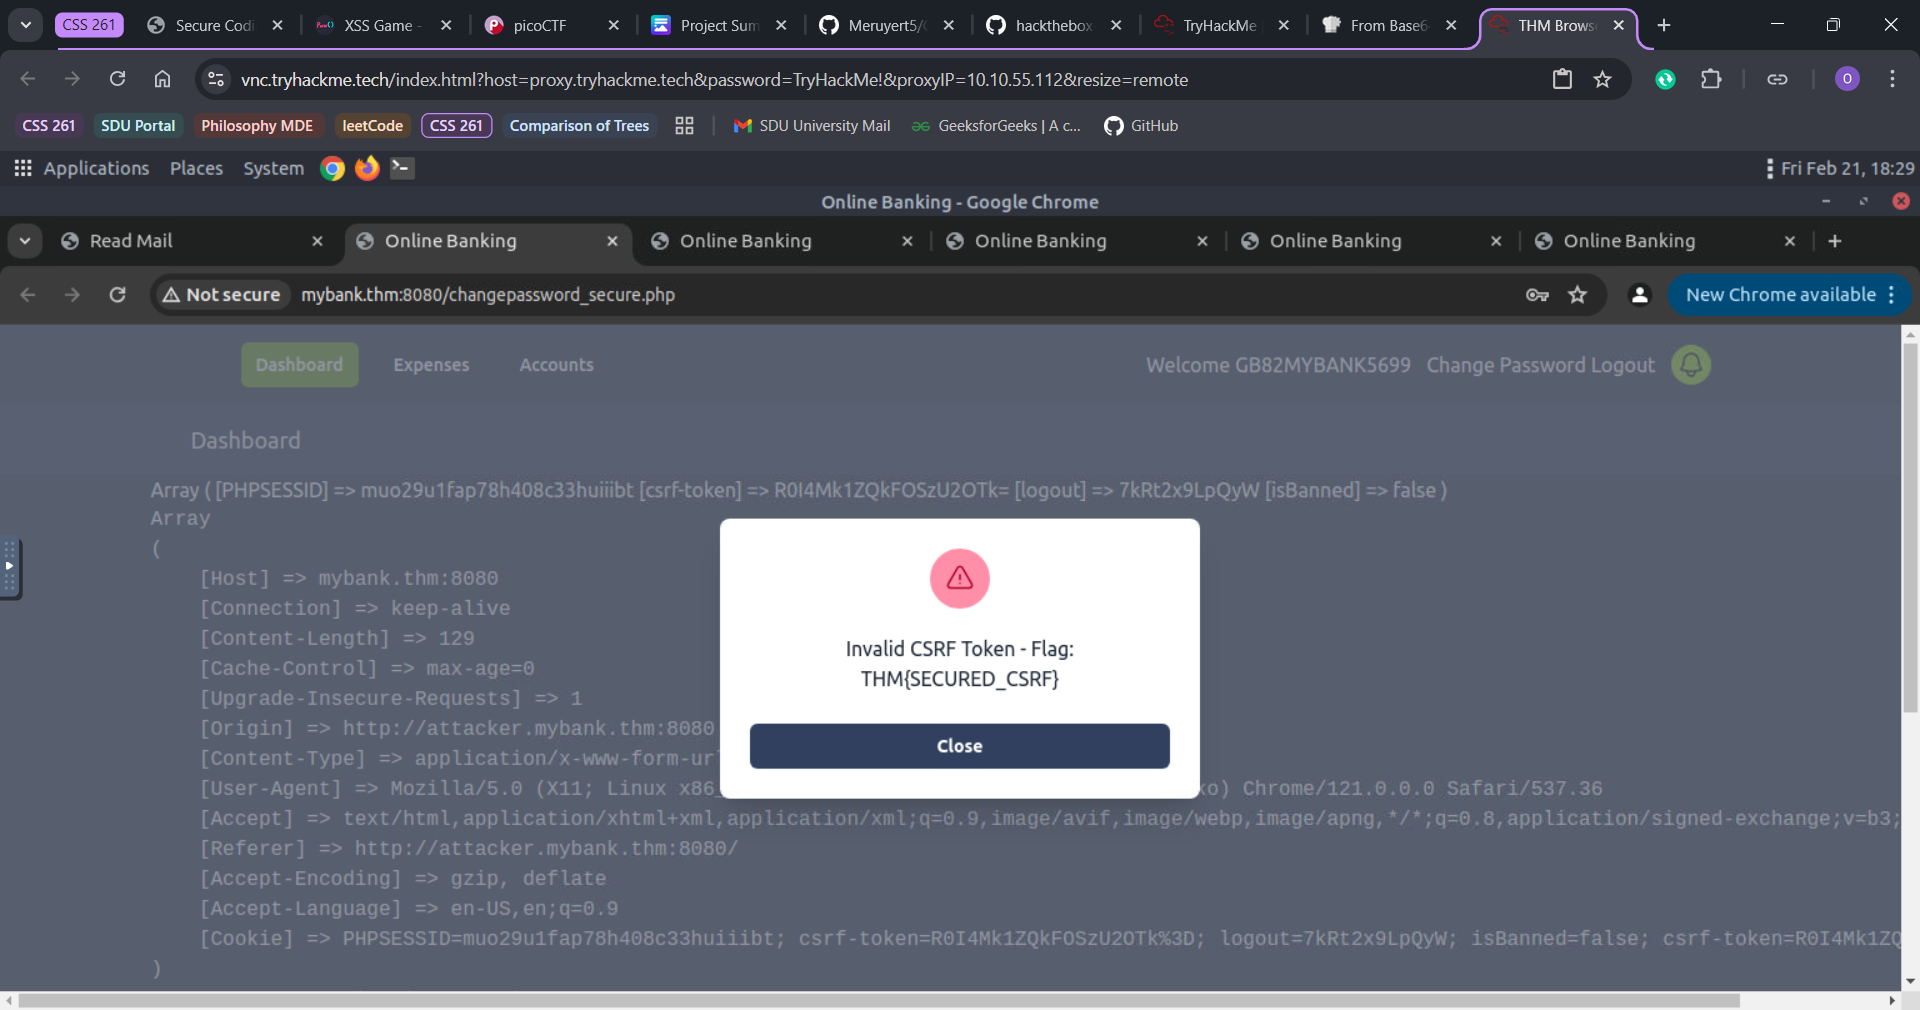 CSS 261 Secure Codi XSS Game - picoCTF Project Sum Meruyert5/ hackthebox TryHackMe From Base6 THM Brows
vnc.tryhackme.tech/index.html?host=proxy.tryhackme.tech&password=TryHackMe!&proxyIP=10.10.55.112&resize=remote O
CSS 261 SDU Portal Philosophy MDE leetCode CSS 261 Comparison of Trees SDU University Mail GeeksforGeeks | A c... GitHub
Applications Places System Fri Feb 21, 18:29
Online Banking - Google Chrome
Read Mail Online Banking Online Banking Online Banking Online Banking Online Banking
Not secure mybank.thm:8080/changepassword_secure.php New Chrome available
Dashboard Expenses Accounts Welcome GB82MYBANK5699 Change Password Logout
Dashboard
Array ( [PHPSESSID] => muo29u1fap78h408c33huiiibt [csrf-token] => R0I4Mk1ZQkFOSzU2OTk= [logout] => 7kRt2x9LpQyW [isBanned] => false )
Array
(
[Host] => mybank.thm:8080
[Connection] => keep-alive
[Content-Length] => 129
[Cache-Control] => max-age=0
[Upgrade-Insecure-Requests] => 1
[Origin] => http://attacker.mybank.thm:8080
[Content-Type] => application/x-www-form-url
[User-Agent] => Mozilla/5.0 (X11; Linux x86_ ko) Chrome/121.0.0.0 Safari/537.36
[Accept] => text/html,application/xhtml+xml,application/xml;q=0.9,image/avif,image/webp,image/apng,*/*;q=0.8,application/signed-exchange;v=b3;
[Referer] => http://attacker.mybank.thm:8080/
[Accept-Encoding] => gzip, deflate
[Accept-Language] => en-US,en;q=0.9
[Cookie] => PHPSESSID=muo29u1fap78h408c33huiiibt; csrf-token=R0I4Mk1ZQkFOSzU2OTk%3D; logout=7kRt2x9LpQyW; isBanned=false; csrf-token=R0I4Mk1ZQ
)
Invalid CSRF Token - Flag:
THM{SECURED_CSRF}
Close